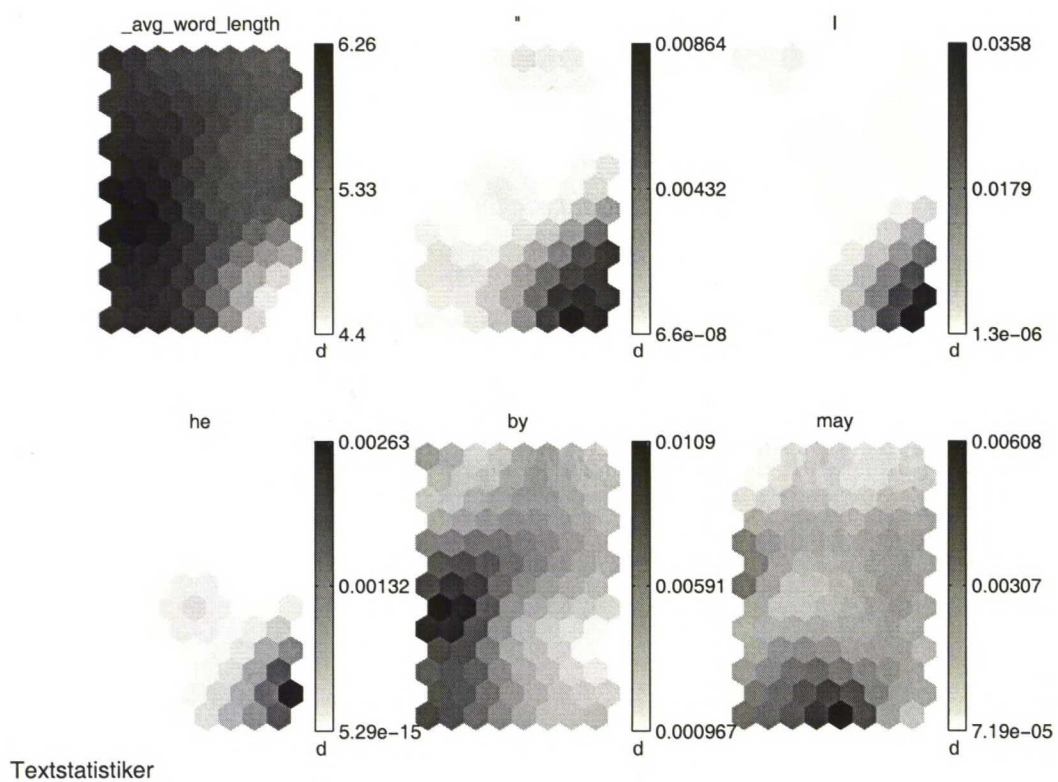 _avg_word_length
6.26
5.33
4.4
d
"
0.00864
0.00432
6.6e-08
d
I
0.0358
0.0179
1.3e-06
d
he
0.00263
0.00132
5.29e-15
d
by
0.0109
0.00591
0.000967
d
may
0.00608
0.00307
7.19e-05
d
Textstatistiker